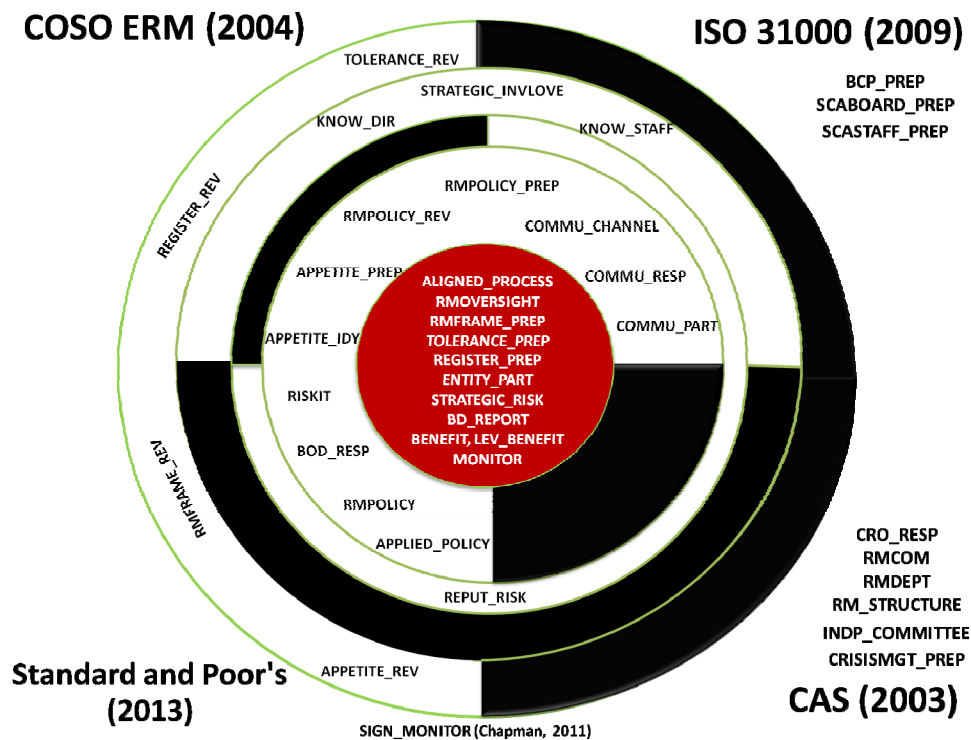 COSO ERM (2004)
ISO 31000 (2009)
TOLERANCE_REV
BCP_PREP
STRATEGIC_INVLOVE
SCABOARD_PREP
KNOW_DIR
KNOW_STAFF
SCASTAFF_PREP
REGISTER_REV
RMPOLICY_PREP
RMPOLICY_REV
COMMU_CHANNEL
APPETITE_PREP
COMMU_RESP
ALIGNED_PROCESS
RMOVERSIGHT
RMFRAME_PREP
COMMU_PART
APPETITE_IDY
TOLERANCE_PREP
REGISTER_PREP
ENTITY_PART
RISKIT
STRATEGIC_RISK
BD_REPORT
BENEFIT, LEV_BENEFIT
BOD_RESP
MONITOR
RMFRAME_REV
RMPOLICY
APPLIED_POLICY
CRO_RESP
RMCOM
RMDEPT
REPUT_RISK
RM_STRUCTURE
INDP_COMMITTEE
CRISISMGT_PREP
Standard and Poor's
(2013)
APPETITE_REV
CAS (2003)
SIGN_MONITOR (Chapman, 2011)